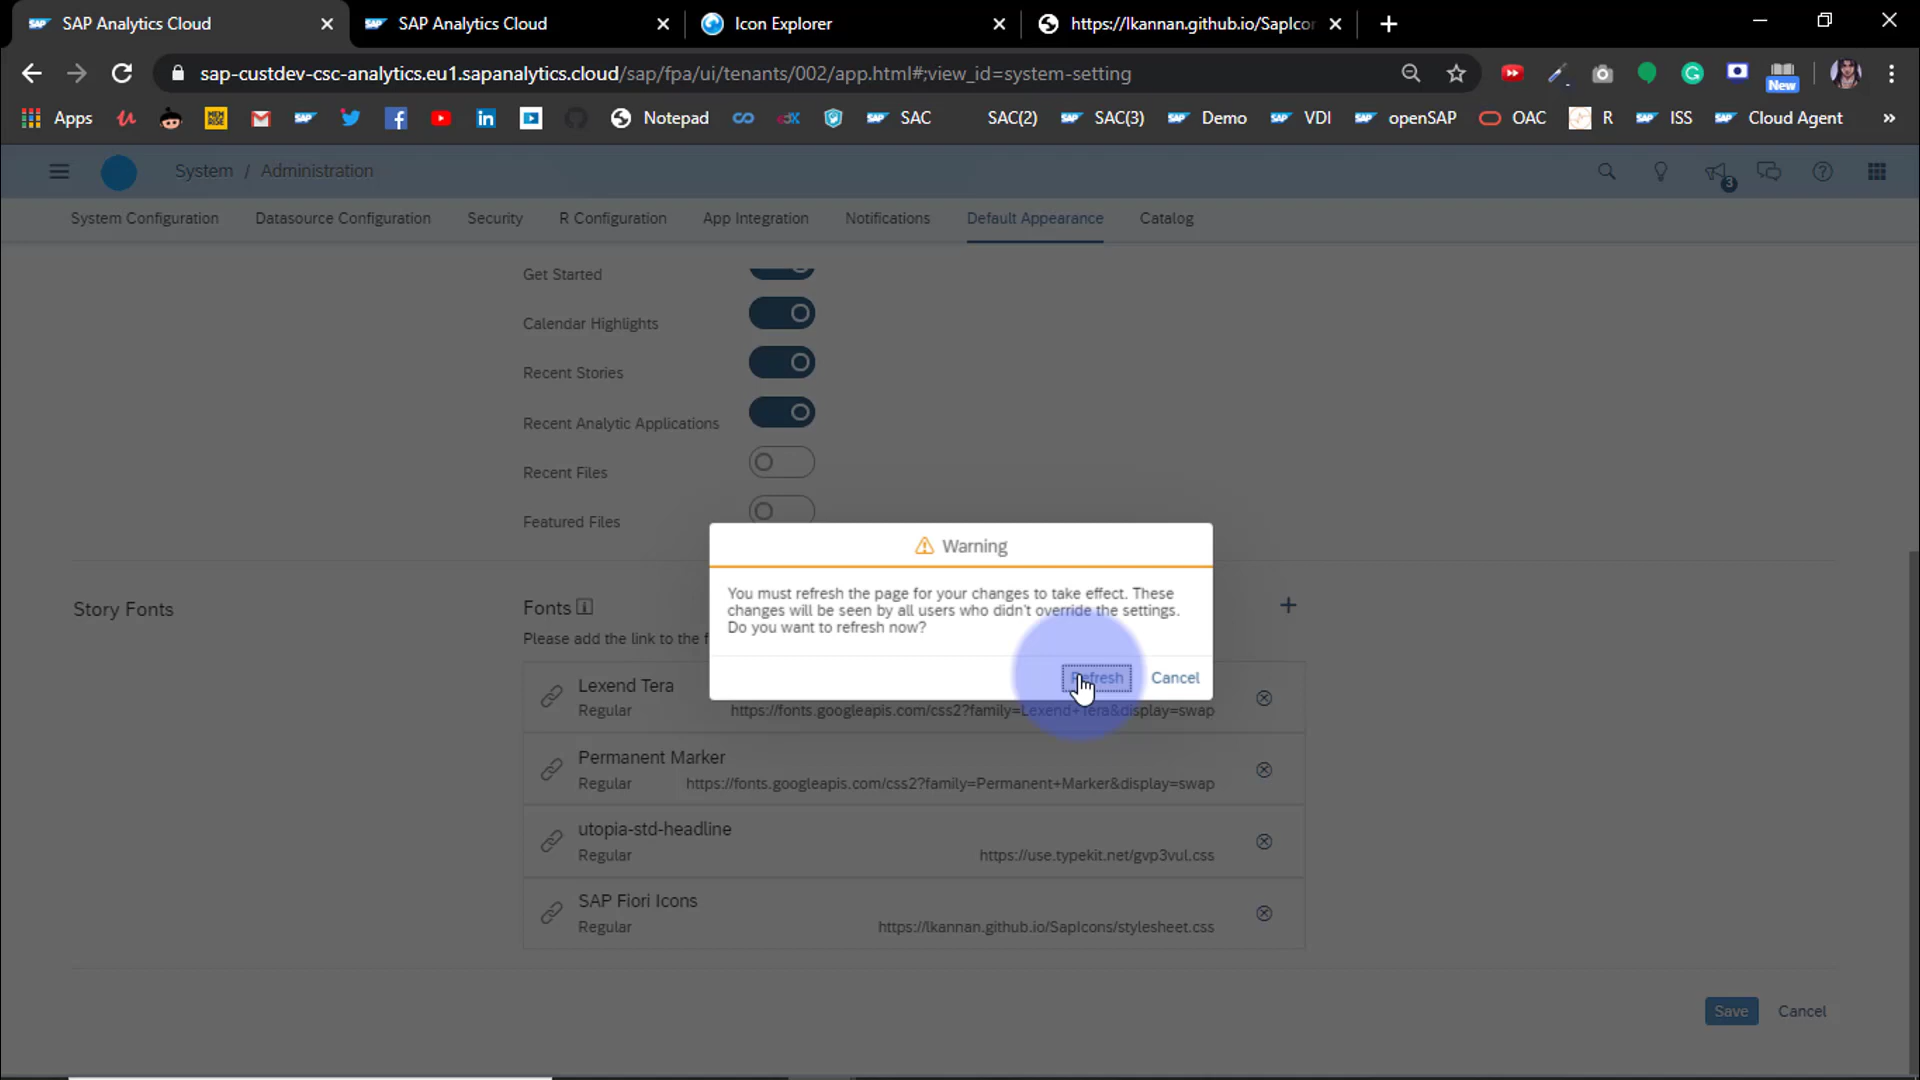 SAP Analytics Cloud
SAP Analytics Cloud
Icon Explorer
https://lkannan.github.io/SapIcon
sap-custdev-csc-analytics.eu1.sapanalytics.cloud/sap/fpa/ui/tenants/002/app.html#;view_id=system-setting
New
Apps
Notepad
SAC
SAC(2)
SAC(3)
Demo
VDI
openSAP
OAC
R
ISS
Cloud Agent
»
System / Administration
3
System Configuration
Datasource Configuration
Security
R Configuration
App Integration
Notifications
Default Appearance
Catalog
Get Started
Calendar Highlights
Recent Stories
Recent Analytic Applications
Recent Files
Featured Files
Warning
You must refresh the page for your changes to take effect. These
changes will be seen by all users who didn't override the settings.
Do you want to refresh now?
Refresh
Cancel
Story Fonts
Fonts
Please add the link to the f
Lexend Tera
Regular
https://fonts.googleapis.com/css2?family=Lexend+Tera&display=swap
Permanent Marker
Regular
https://fonts.googleapis.com/css2?family=Permanent+Marker&display=swap
utopia-std-headline
Regular
https://use.typekit.net/gvp3vul.css
SAP Fiori Icons
Regular
https://lkannan.github.io/SapIcons/stylesheet.css
Save
Cancel